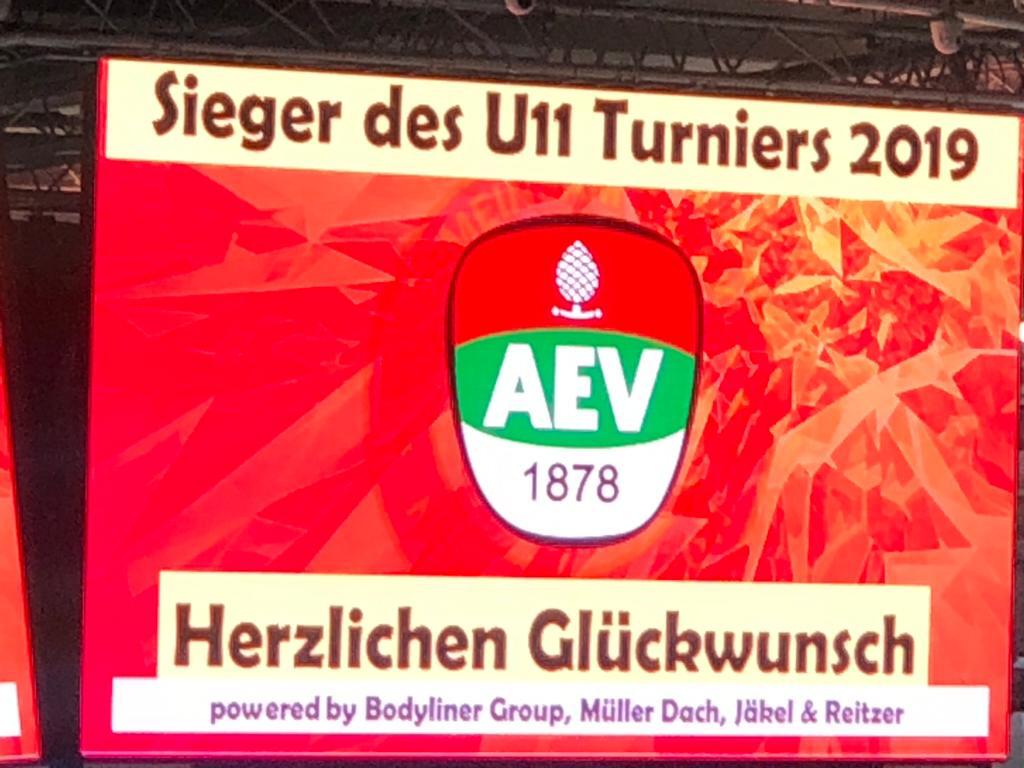 Sieger des U11 Turniers 2019
AEV
1878
Herzlichen Glückwunsch
powered by Bodyliner Group, Müller Dach, Jäkel & Reitzer